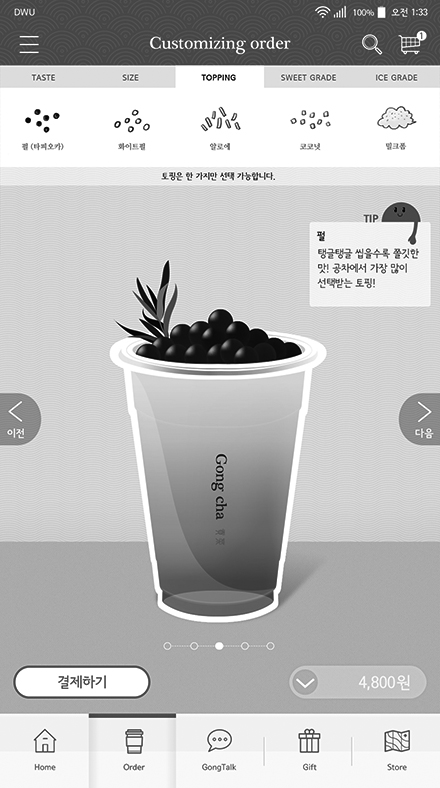 DWU 100% 오전 1:33
Customizing order
1
TASTE SIZE TOPPING SWEET GRADE ICE GRADE
펄 (타피오카) 화이트펄 알로에 코코넛 밀크폼
토핑은 한 가지만 선택 가능합니다.
TIP
펄
탱글탱글 씹을수록 쫄깃한
맛! 공차에서 가장 많이
선택받는 토핑!
이전
다음
Gong cha
결제하기 4,800원
Home Order GongTalk Gift Store